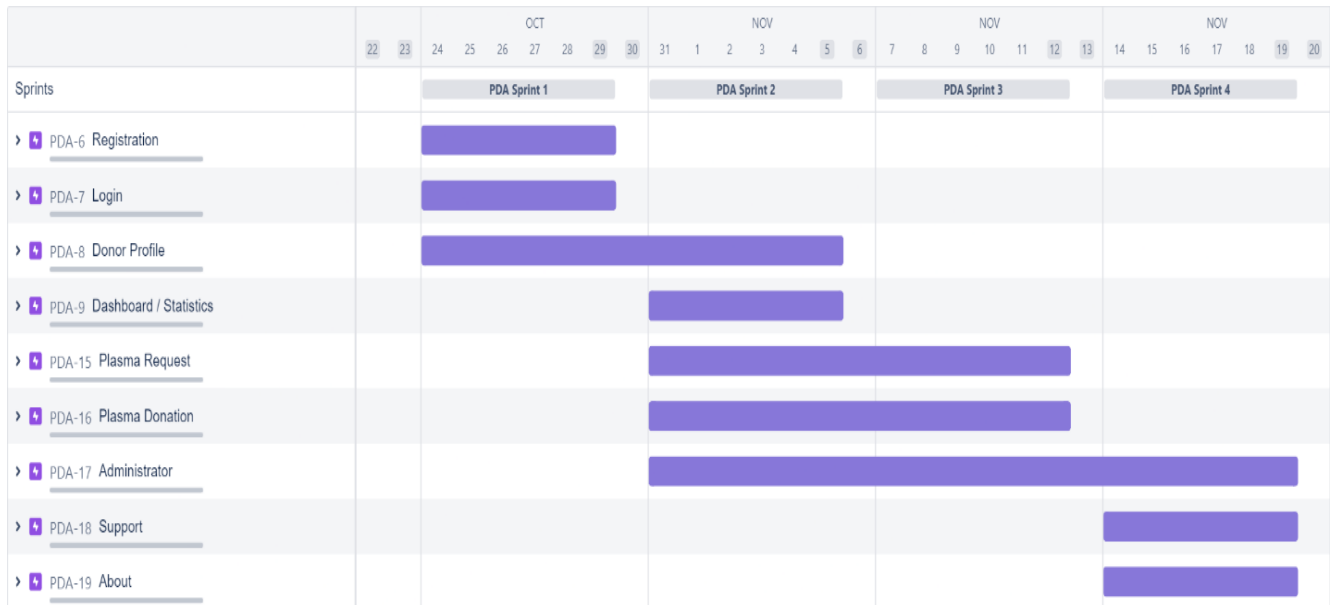 OCT NOV NOV NOV
22 23 24 25 26 27 28 29 30 31 1 2 3 4 5 6 7 8 9 10 11 12 13 14 15 16 17 18 19 20
Sprints PDA Sprint 1 PDA Sprint 2 PDA Sprint 3 PDA Sprint 4
PDA-6 Registration
PDA-7 Login
PDA-8 Donor Profile
PDA-9 Dashboard / Statistics
PDA-15 Plasma Request
PDA-16 Plasma Donation
PDA-17 Administrator
PDA-18 Support
PDA-19 About